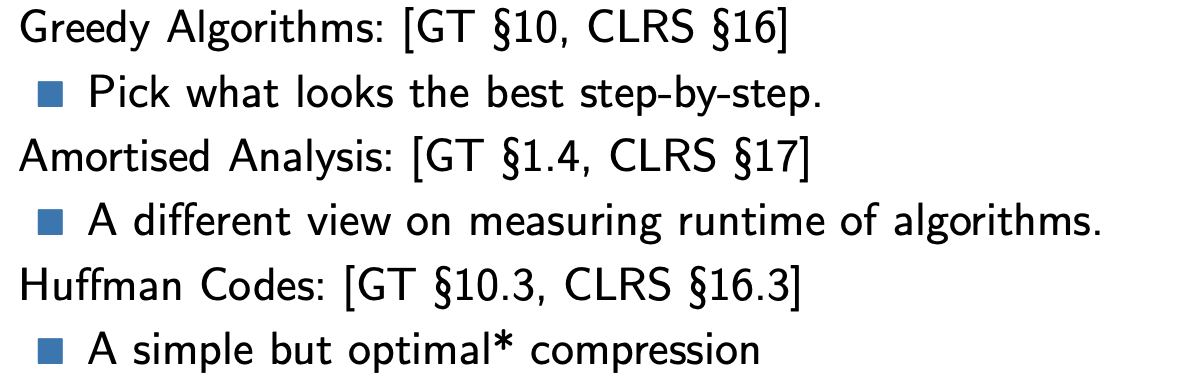 Greedy Algorithms: [GT §10, CLRS §16]
Pick what looks the best step-by-step.
Amortised Analysis: [GT §1.4, CLRS §17]
A different view on measuring runtime of algorithms.
Huffman Codes: [GT §10.3, CLRS §16.3]
A simple but optimal* compression